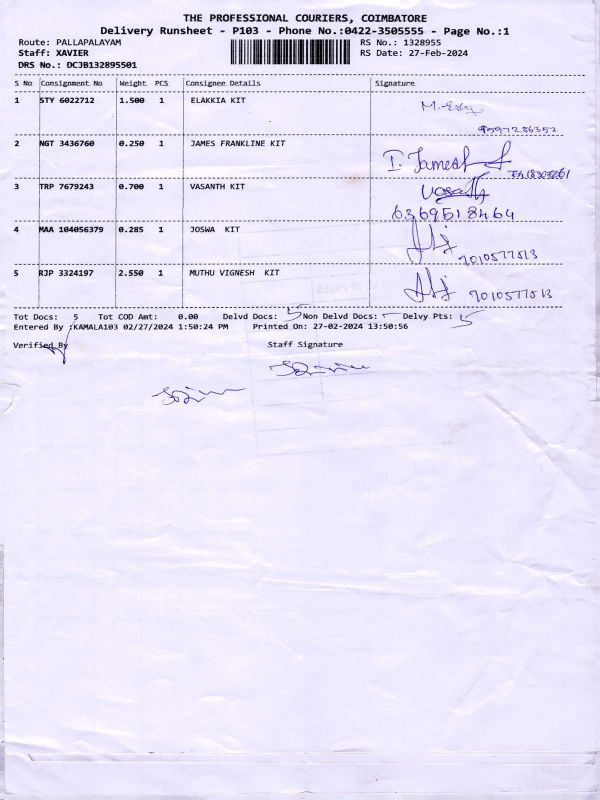 THE PROFESSIONAL COURIERS, COIMBATORE
Delivery Runsheet - P103 - Phone No.:0422-3505555 - Page No.:1
Route: PALLAPALAYAM RS No.: 1328955
Staff: XAVIER RS Date: 27-Feb-2024
DRS No.: DCJB132895501
S No Consignment No Weight PCS Consignee Details Signature
1 STY 6022712 1.500 1 ELAKKIA KIT
2 NGT 3436760 0.250 1 JAMES FRANKLINE KIT
3 TRP 7679243 0.700 1 VASANTH KIT
6369518464
4 MAA 104056379 0.285 1 JOSWA KIT
7010577513
5 RJP 3324197 2.550 1 MUTHU VIGNESH KIT
7010577513
Tot Docs: 5 Tot COD Amt: 0.00 Delvd Docs: 5 Non Delvd Docs: - Delvy Pts: 5
Entered By :KAMALA103 02/27/2024 1:50:24 PM Printed On: 27-02-2024 13:50:56
Verified By Staff Signature